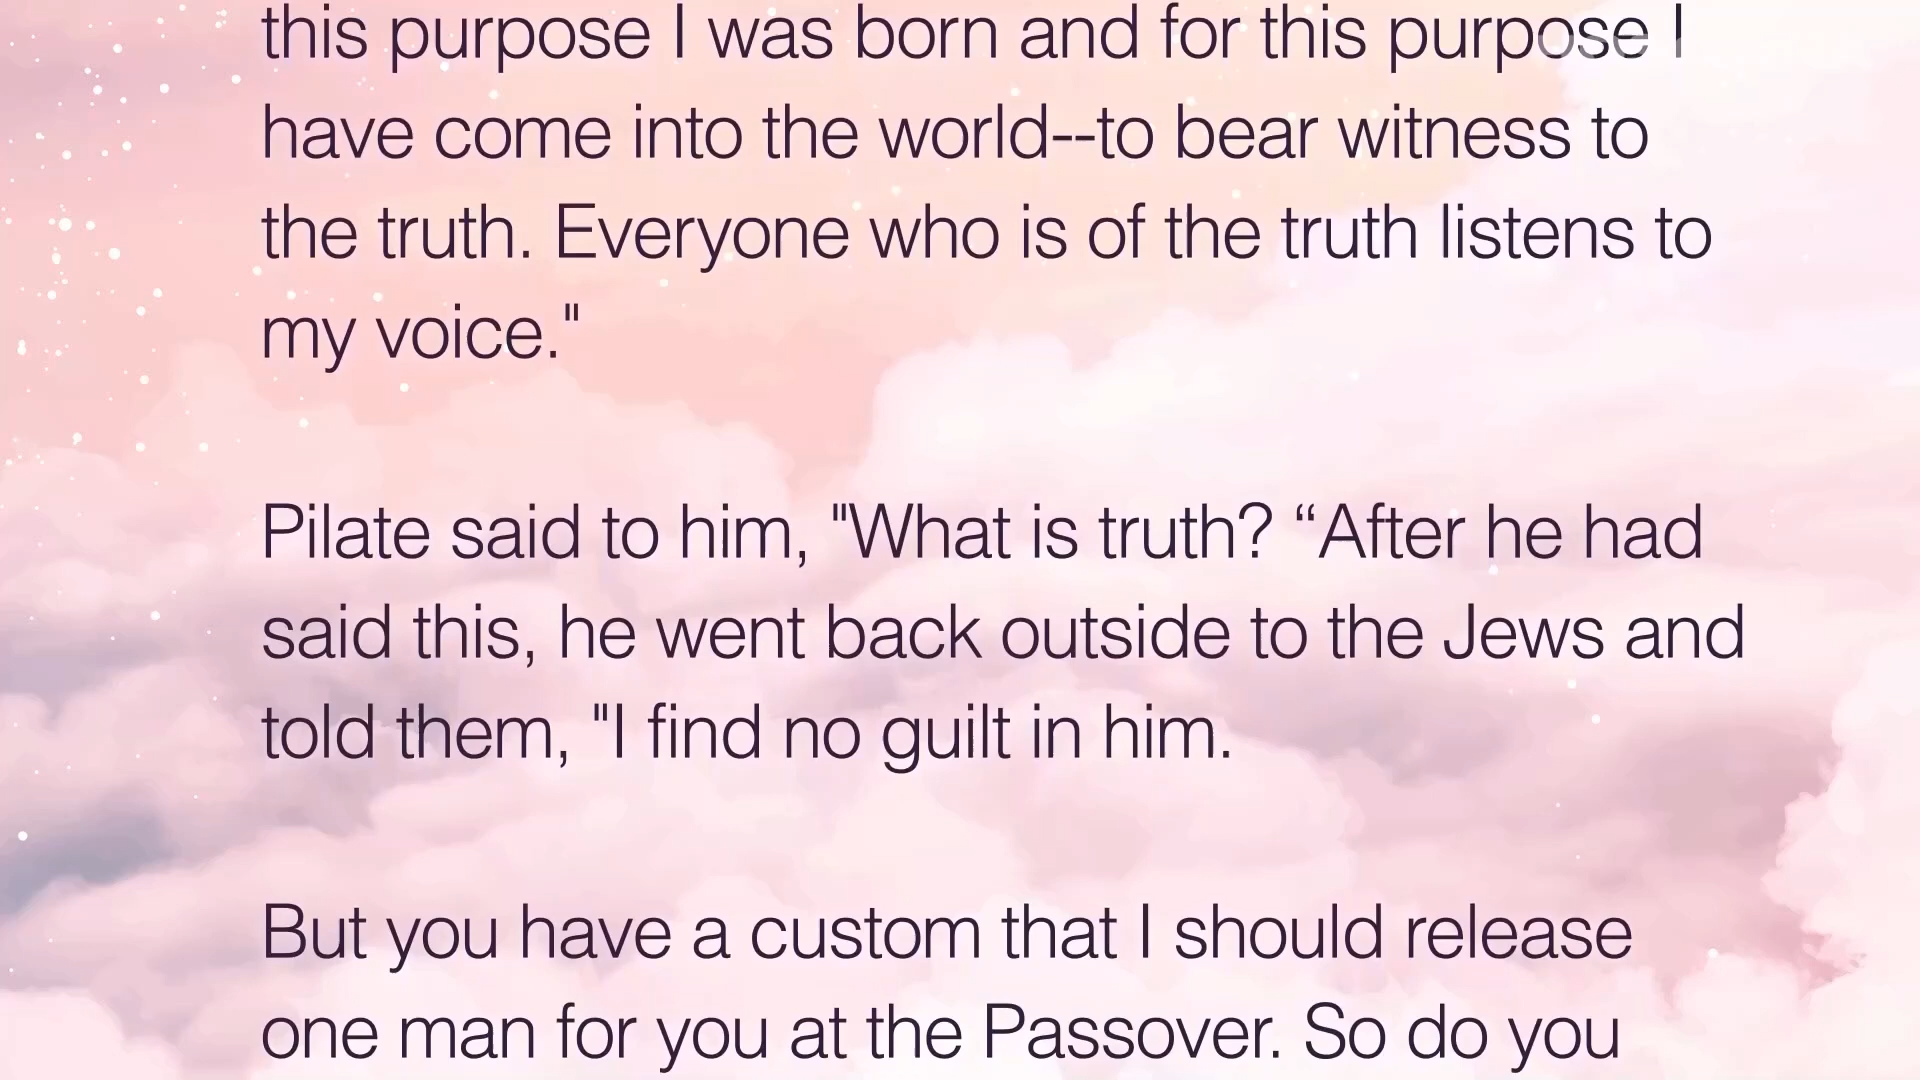 this purpose I was born and for this purpose I
have come into the world--to bear witness to
the truth. Everyone who is of the truth listens to
my voice."
Pilate said to him, "What is truth? “After he had
said this, he went back outside to the Jews and
told them, "I find no guilt in him.
But you have a custom that I should release
one man for you at the Passover. So do you